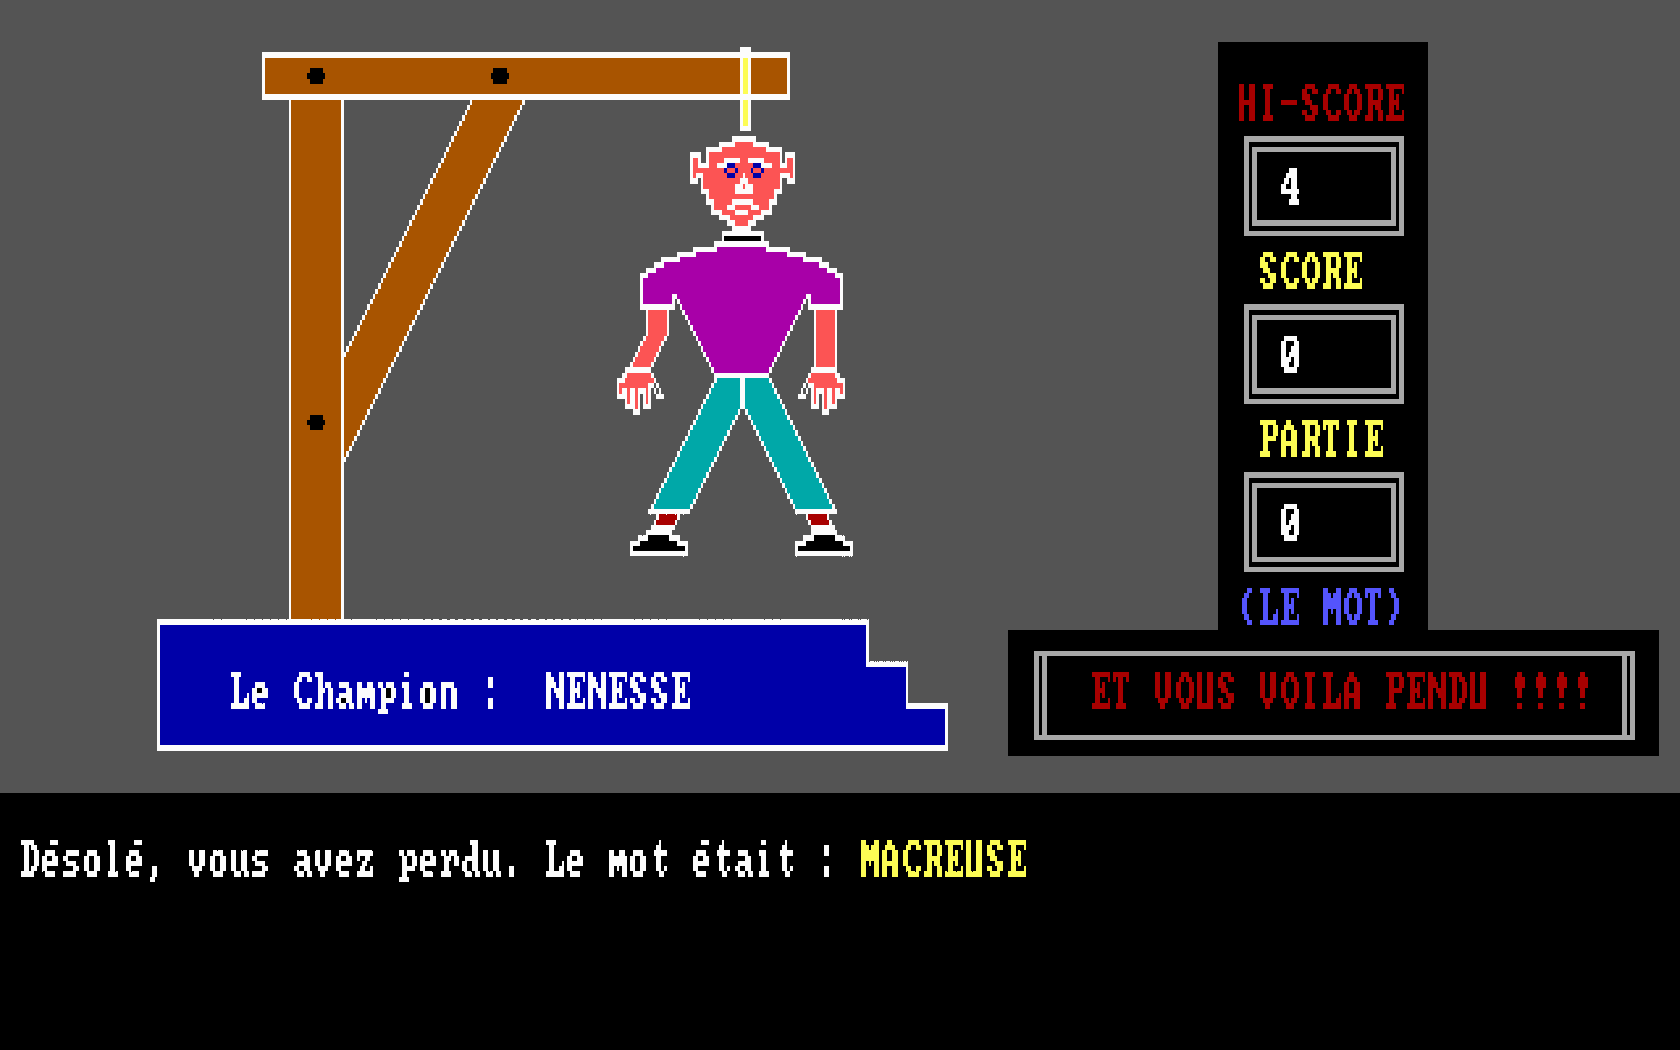 HI-SCORE
4
SCORE
0
PARTIE
0
(LE MOT)
Le Champion : NENESSE
ET VOUS VOILA PENDU !!!!
Désolé, vous avez perdu. Le mot était : MACREUSE